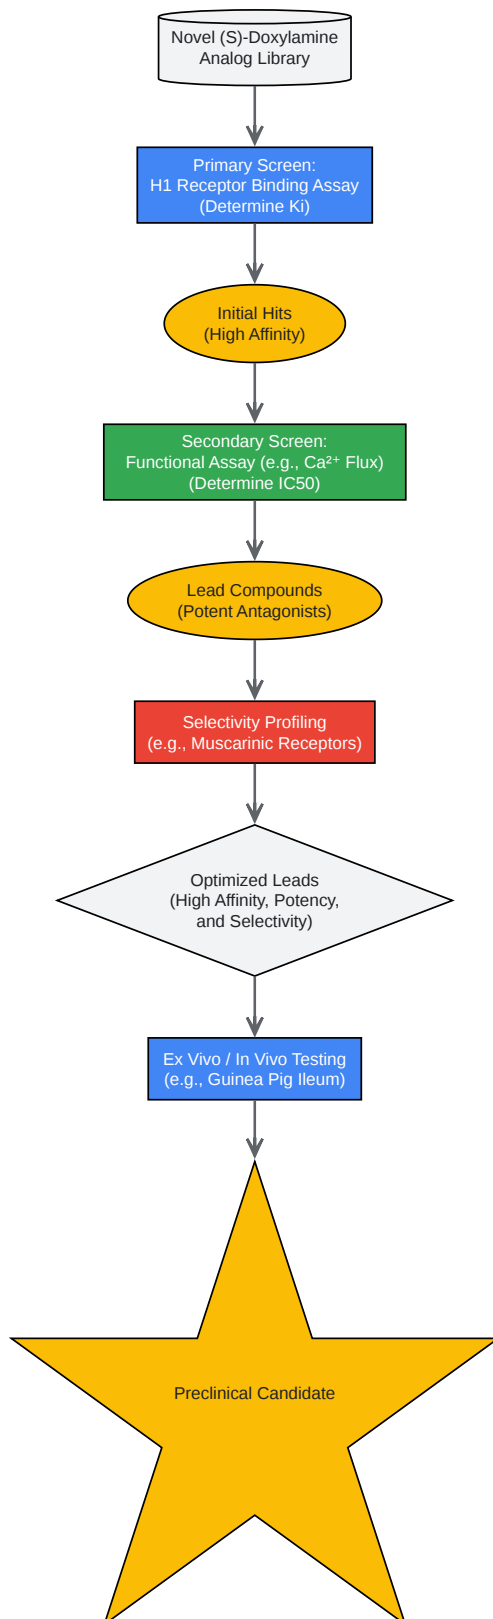 Novel (S)-Doxylamine
Analog Library
Primary Screen:
H1 Receptor Binding Assay
(Determine Ki)
Initial Hits
(High Affinity)
Secondary Screen:
Functional Assay (e.g., Ca²⁺ Flux)
(Determine IC50)
Lead Compounds
(Potent Antagonists)
Selectivity Profiling
(e.g., Muscarinic Receptors)
Optimized Leads
(High Affinity, Potency,
and Selectivity)
Ex Vivo / In Vivo Testing
(e.g., Guinea Pig Ileum)
Preclinical Candidate